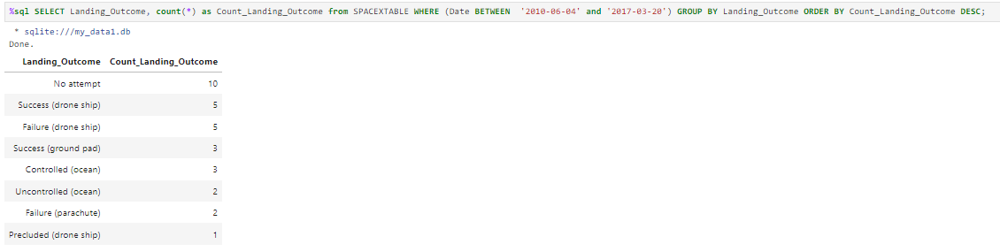 %sql SELECT Landing_Outcome, count(*) as Count_Landing_Outcome from SPACEXTABLE WHERE (Date BETWEEN  '2010-06-04' and '2017-03-20') GROUP BY Landing_Outcome ORDER BY Count_Landing_Outcome DESC;
* sqlite:///my_data1.db
Done.
Landing_Outcome Count_Landing_Outcome
No attempt 10
Success (drone ship) 5
Failure (drone ship) 5
Success (ground pad) 3
Controlled (ocean) 3
Uncontrolled (ocean) 2
Failure (parachute) 2
Precluded (drone ship) 1